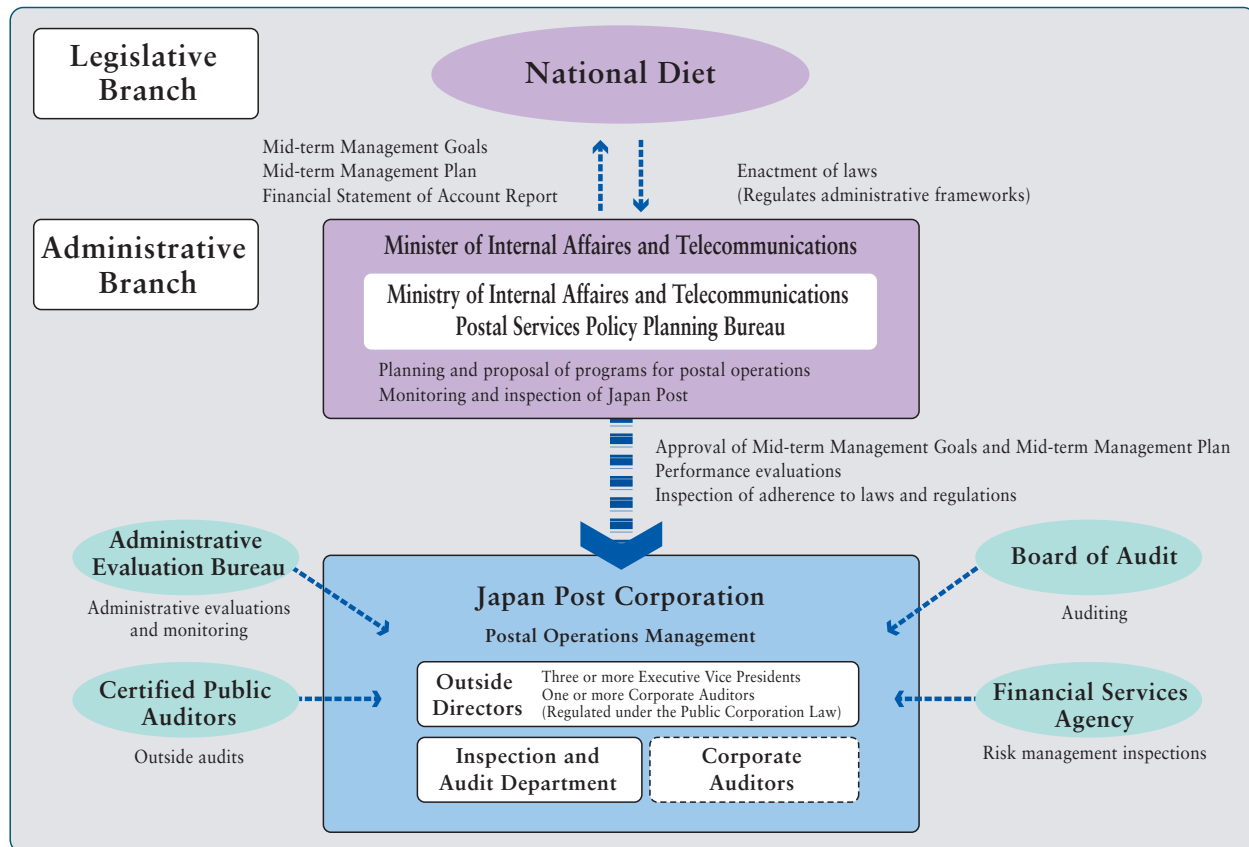 Legislative
Branch
National Diet
Mid-term Management Goals
Mid-term Management Plan
Financial Statement of Account Report
Enactment of laws
(Regulates administrative frameworks)
Administrative
Branch
Minister of Internal Affaires and Telecommunications
Ministry of Internal Affaires and Telecommunications
Postal Services Policy Planning Bureau
Planning and proposal of programs for postal operations
Monitoring and inspection of Japan Post
Approval of Mid-term Management Goals and Mid-term Management Plan
Performance evaluations
Inspection of adherence to laws and regulations
Administrative
Evaluation Bureau
Administrative evaluations
and monitoring
Board of Audit
Auditing
Japan Post Corporation
Postal Operations Management
Certified Public
Auditors
Outside audits
Outside
Directors
Three or more Executive Vice Presidents
One or more Corporate Auditors
(Regulated under the Public Corporation Law)
Financial Services
Agency
Risk management inspections
Inspection and
Audit Department
Corporate
Auditors